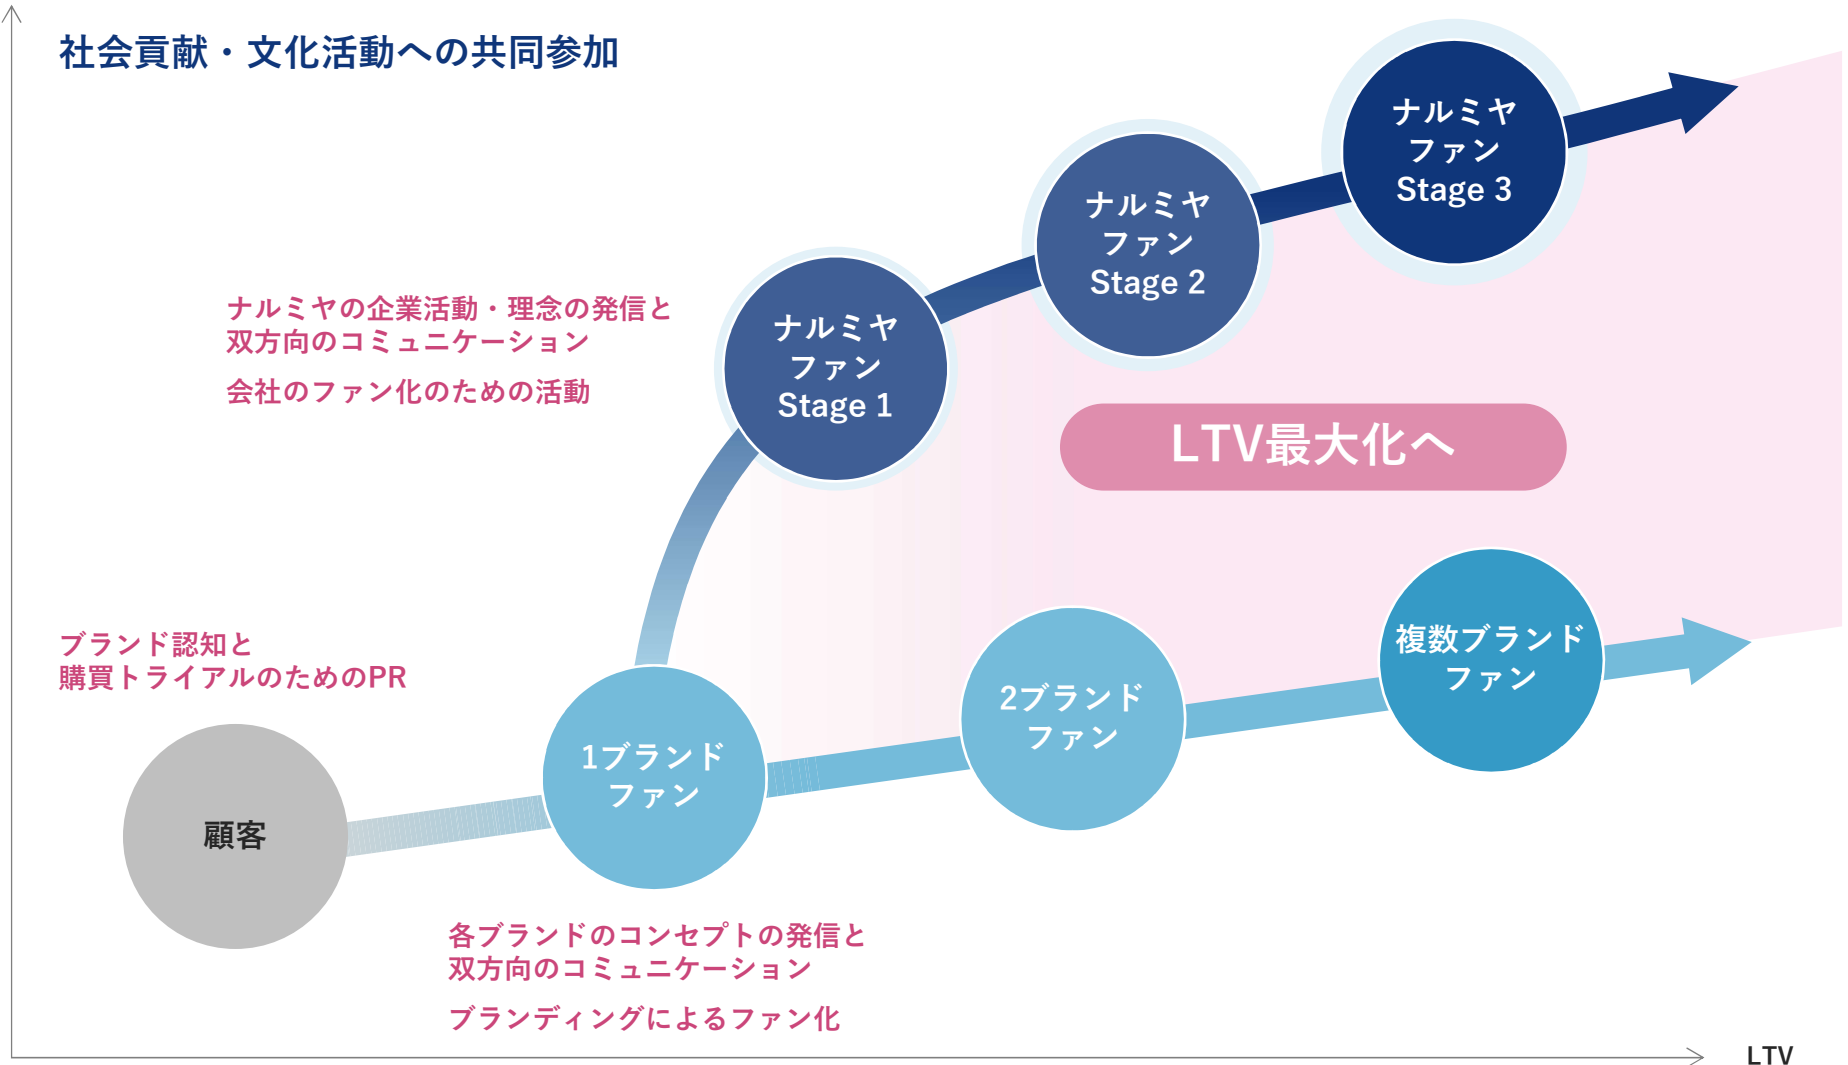 社会貢献・文化活動への共同参加
ナルミヤ
ファン
Stage 3
ナルミヤ
ファン
Stage 2
ナルミヤ
ファン
Stage 1
ナルミヤの企業活動・理念の発信と
双方向のコミュニケーション
会社のファン化のための活動
LTV最大化へ
ブランド認知と
購買トライアルのためのPR
顧客
1ブランド
ファン
2ブランド
ファン
複数ブランド
ファン
各ブランドのコンセプトの発信と
双方向のコミュニケーション
ブランディングによるファン化
LTV